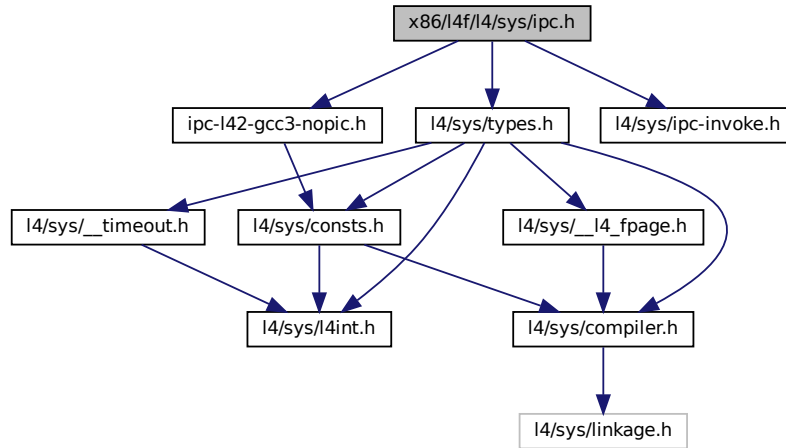 x86/l4f/l4/sys/ipc.h
ipc-l42-gcc3-nopic.h
l4/sys/types.h
l4/sys/ipc-invoke.h
l4/sys/__timeout.h
l4/sys/consts.h
l4/sys/__l4_fpage.h
l4/sys/l4int.h
l4/sys/compiler.h
l4/sys/linkage.h